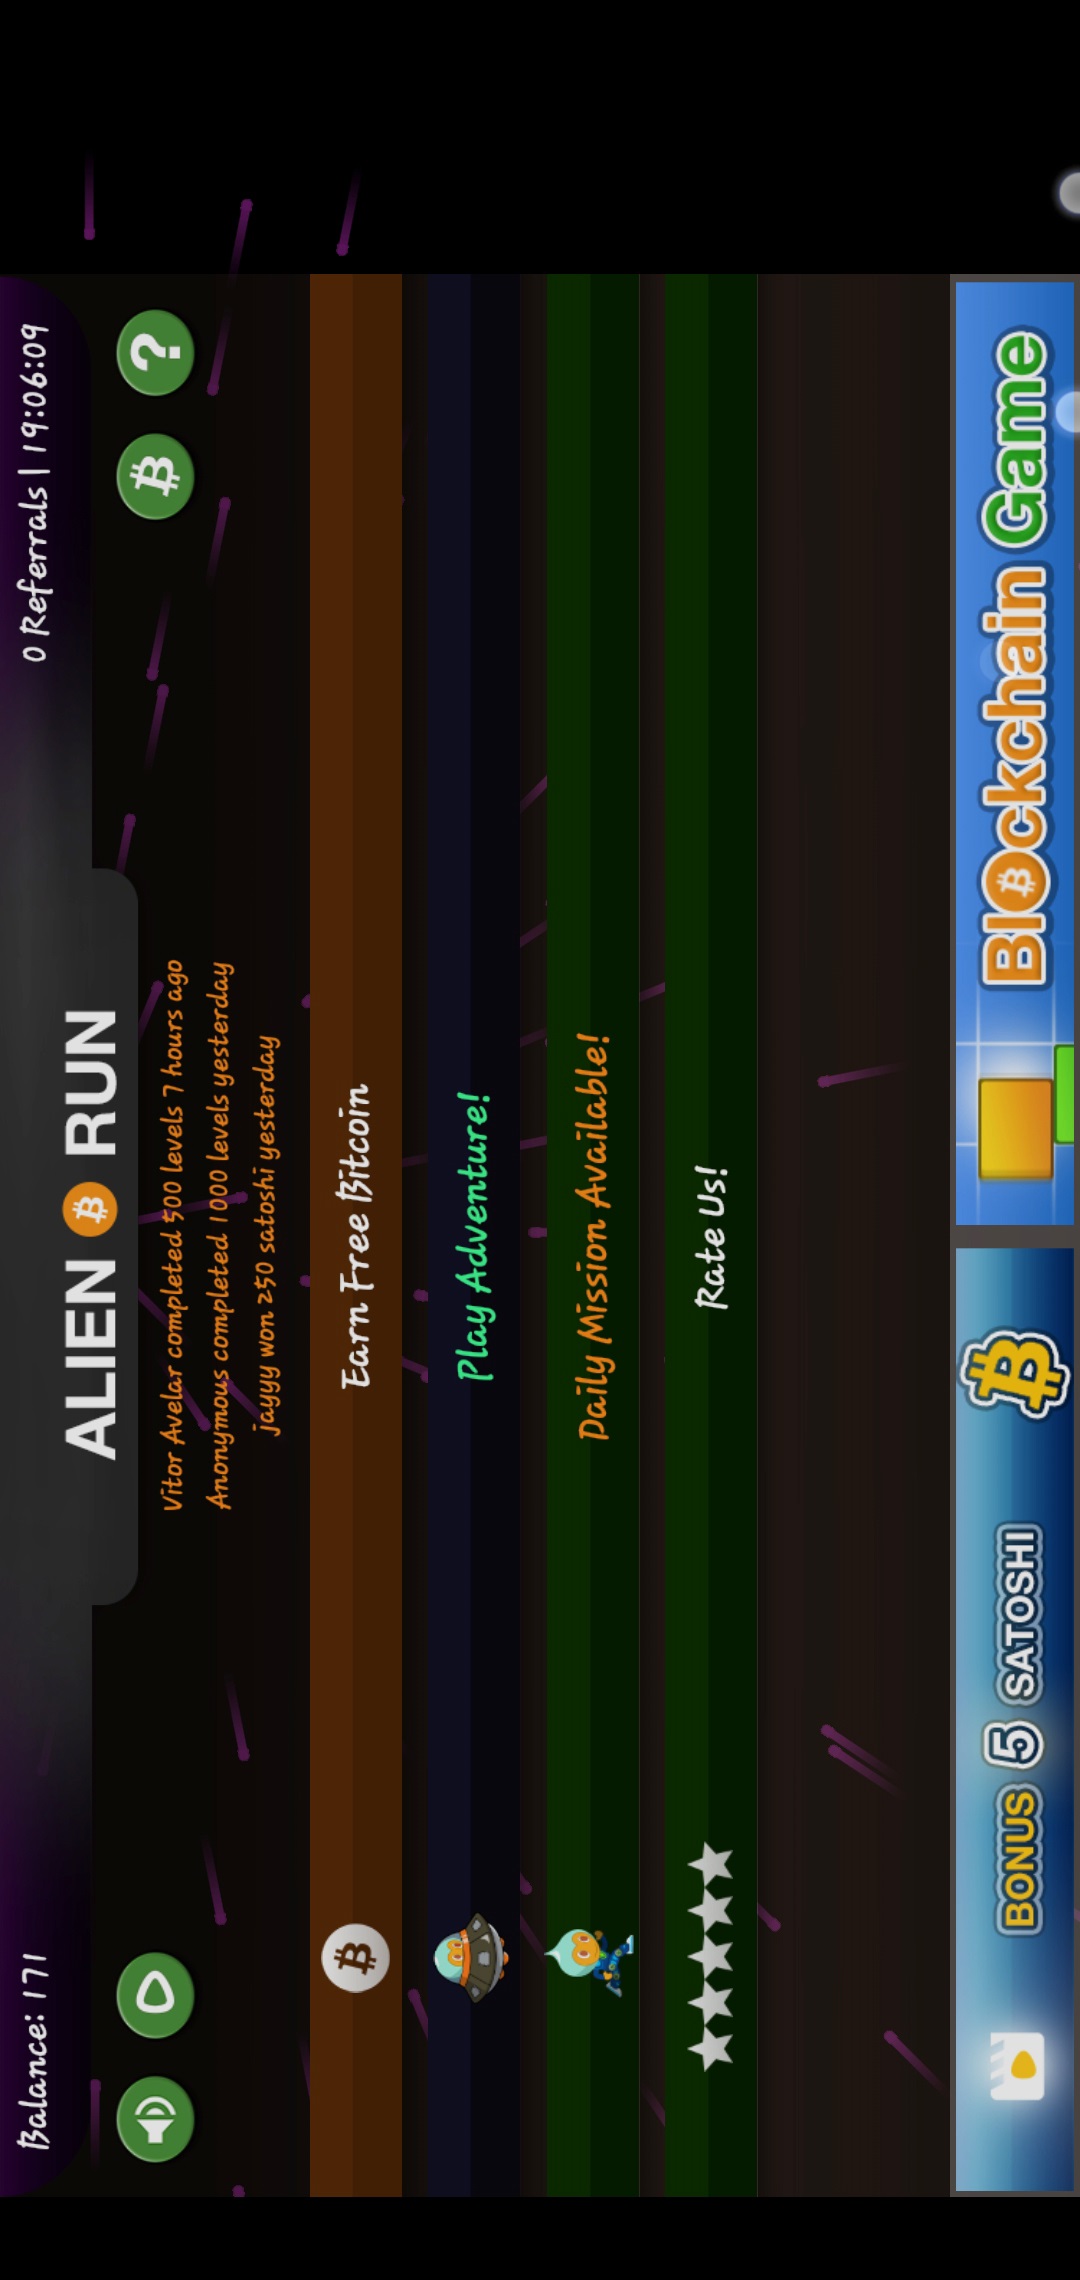 Balance: 171
0 Referrals | 19:06:09
ALIEN RUN
Vitor Avelar completed 500 levels 7 hours ago
Anonymous completed 1000 levels yesterday
jayyy won 250 satoshi yesterday
Earn Free Bitcoin
Play Adventure!
Daily Mission Available!
Rate Us!
BONUS 5 SATOSHI
Blockchain Game